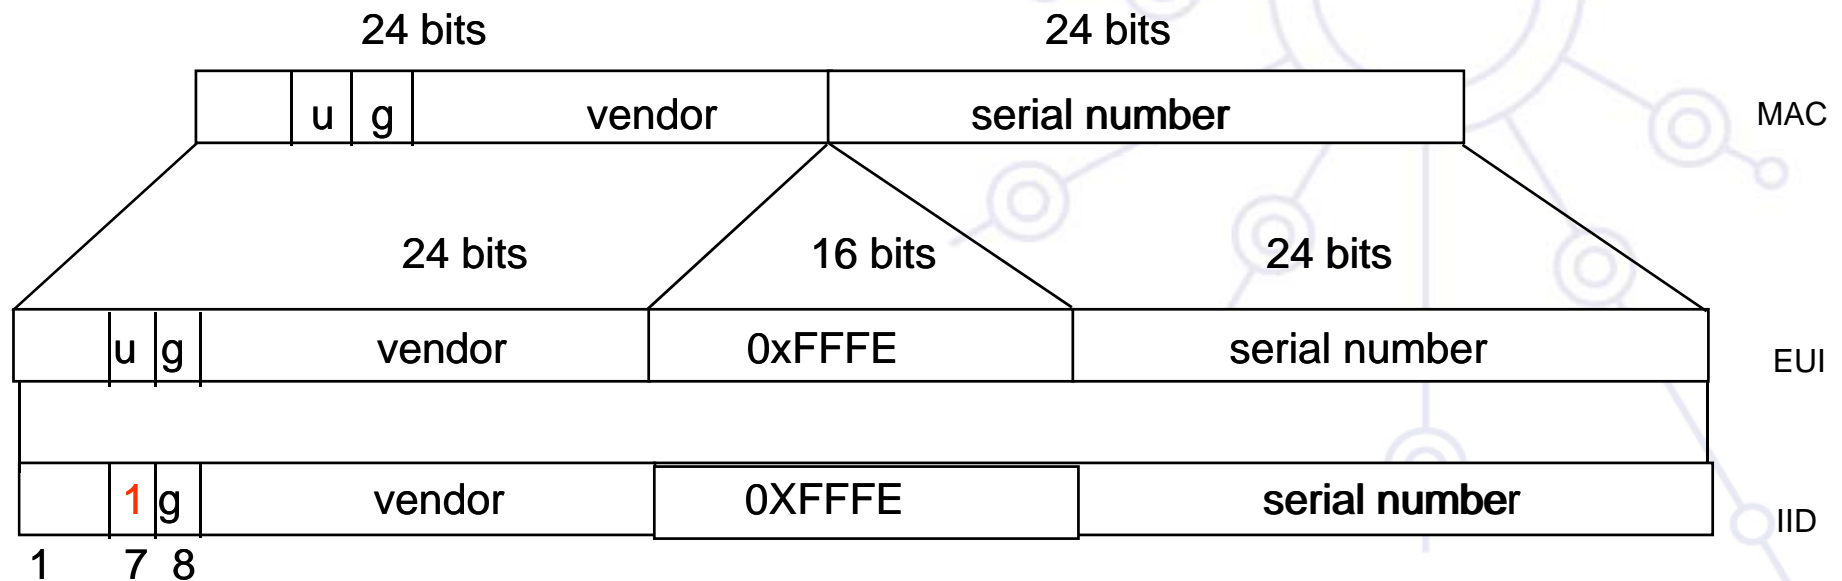 24 bits 24 bits
u g vendor serial number MAC
24 bits 16 bits 24 bits
u g vendor 0xFFFE serial number EUI
1 g vendor 0XFFFE serial number IID
1 7 8